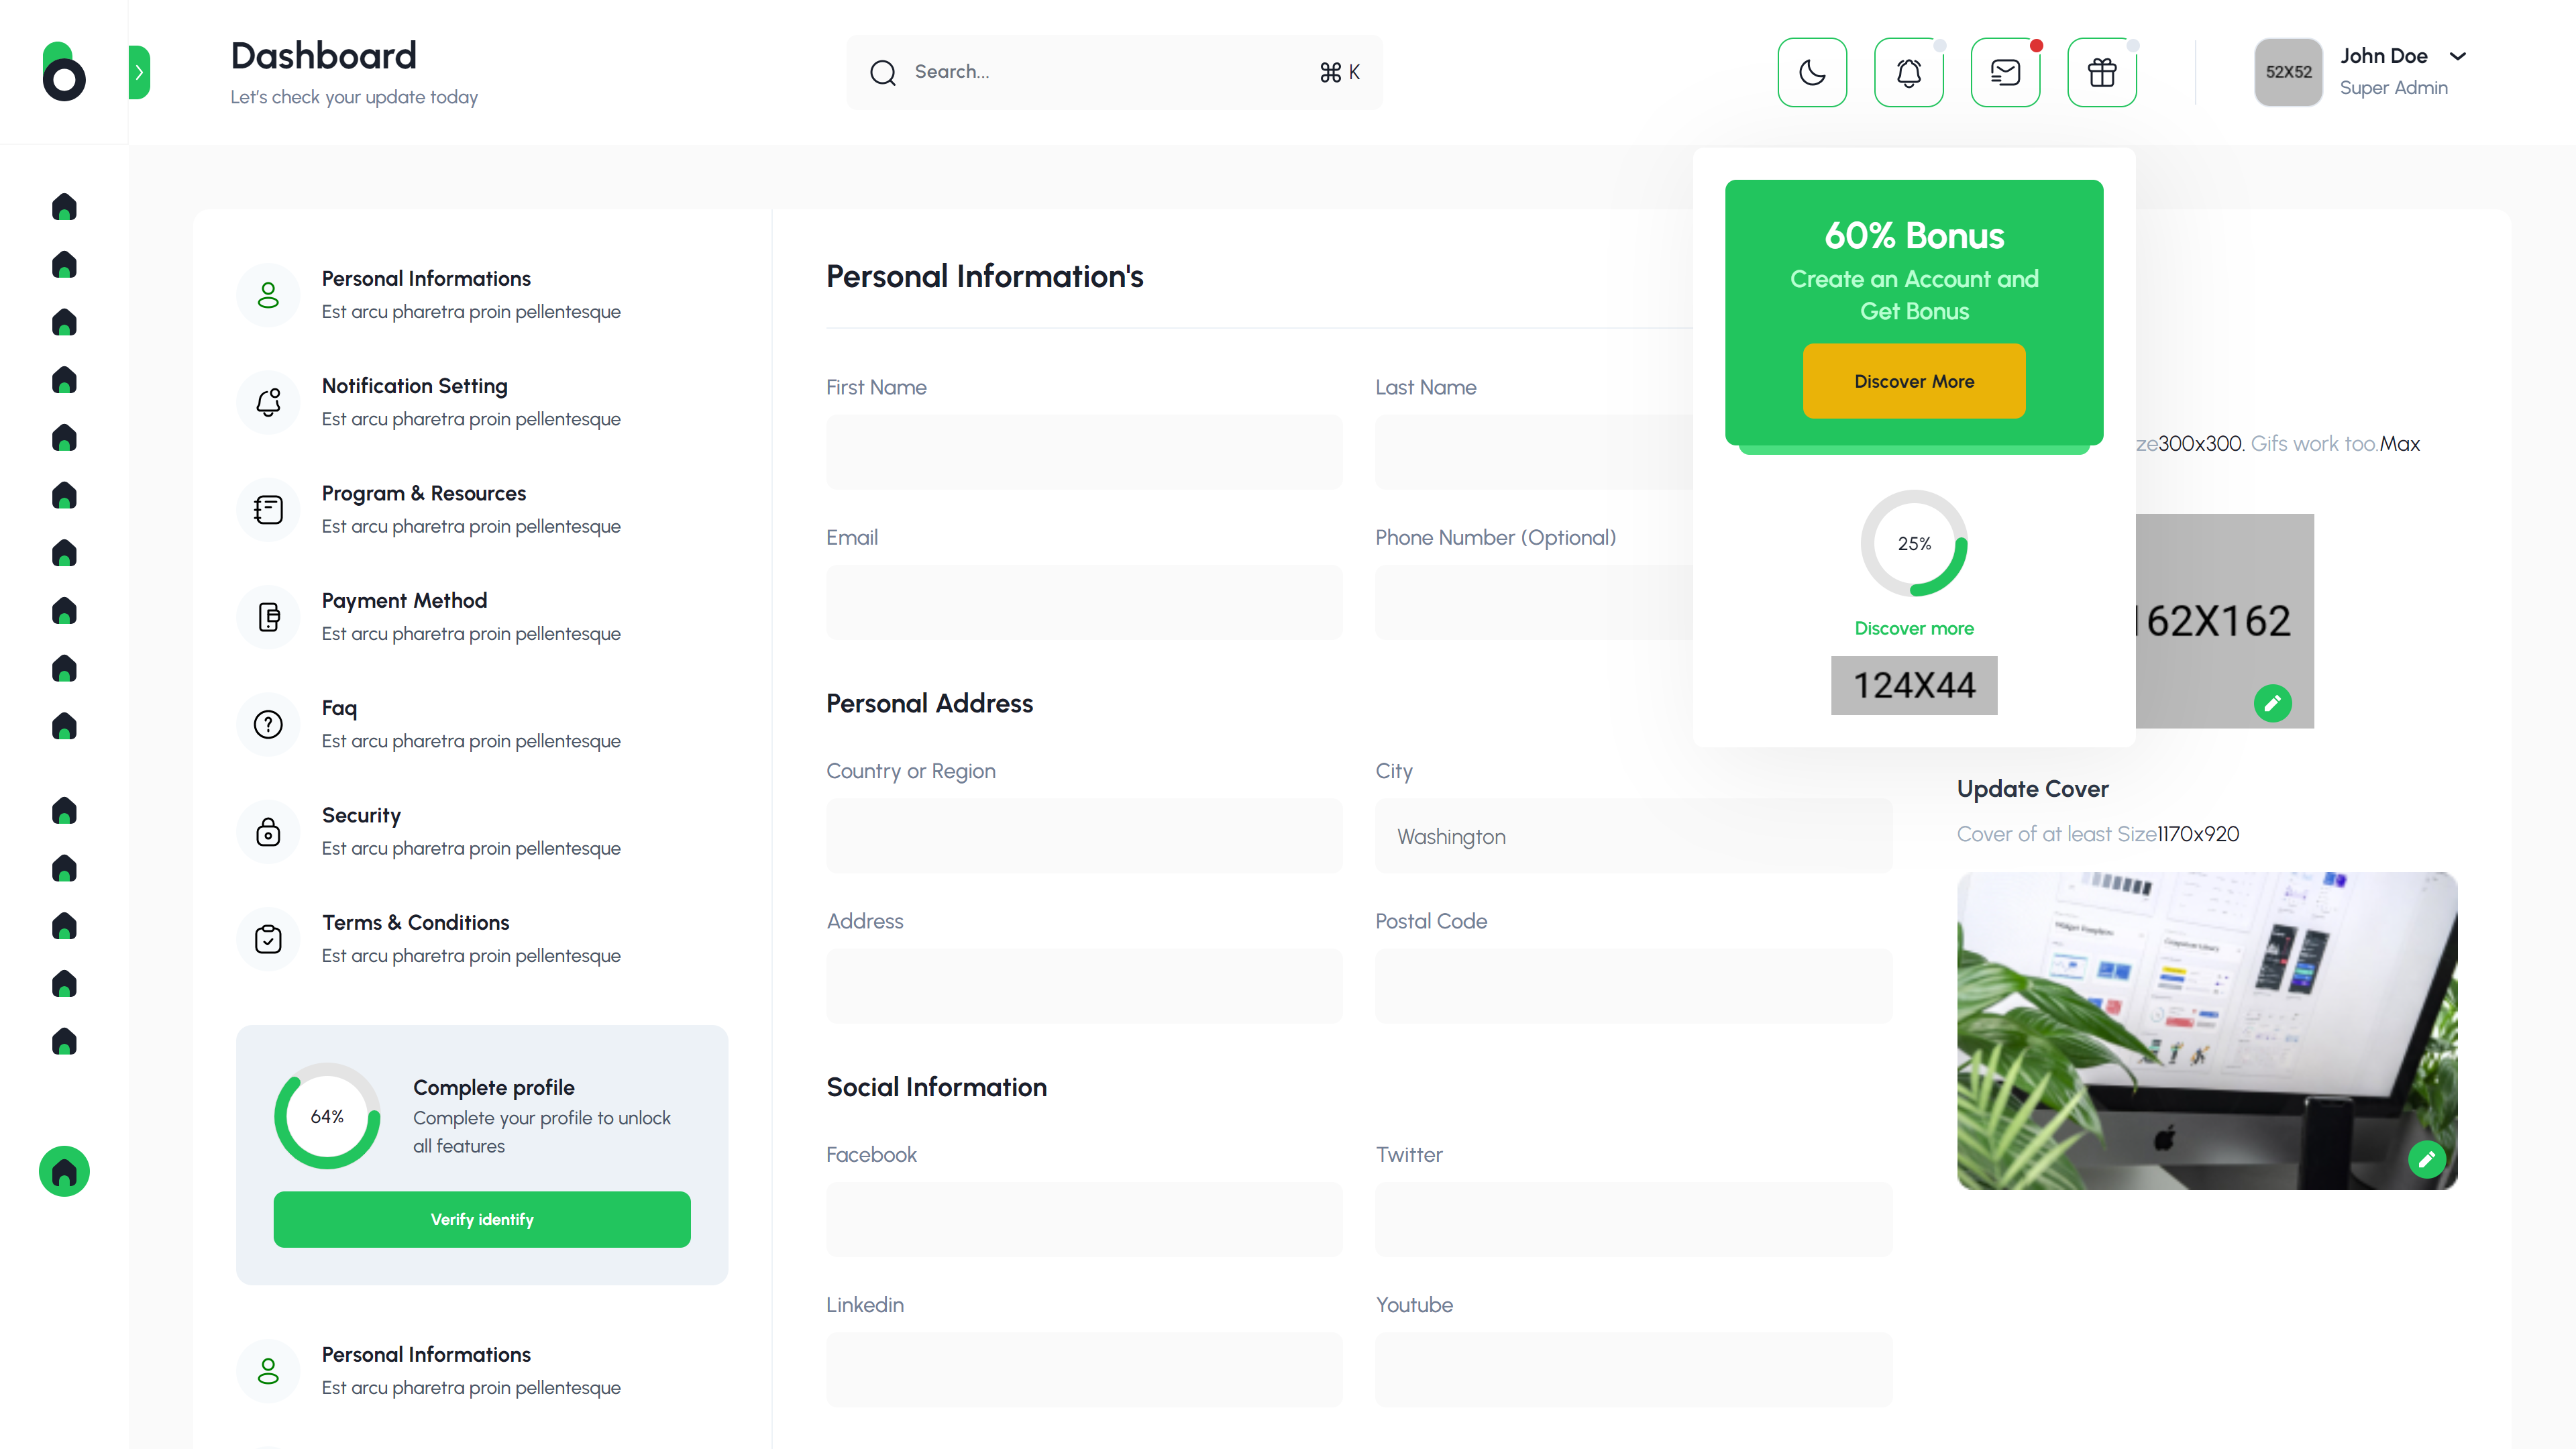 Dashboard
Let's check your update today
Search...
⌘ K
52X52
John Doe
Super Admin
Personal Informations
Est arcu pharetra proin pellentesque
Notification Setting
Est arcu pharetra proin pellentesque
Program & Resources
Est arcu pharetra proin pellentesque
Payment Method
Est arcu pharetra proin pellentesque
Faq
Est arcu pharetra proin pellentesque
Security
Est arcu pharetra proin pellentesque
Terms & Conditions
Est arcu pharetra proin pellentesque
64%
Complete profile
Complete your profile to unlock
all features
Verify identify
Personal Informations
Est arcu pharetra proin pellentesque
Personal Information's
First Name
Last Name
Email
Phone Number (Optional)
Personal Address
Country or Region
City
Washington
Address
Postal Code
Social Information
Facebook
Twitter
Linkedin
Youtube
60% Bonus
Create an Account and
Get Bonus
Discover More
25%
Discover more
124X44
300x300. Gifs work too.Max
162X162
Update Cover
Cover of at least Size1170x920